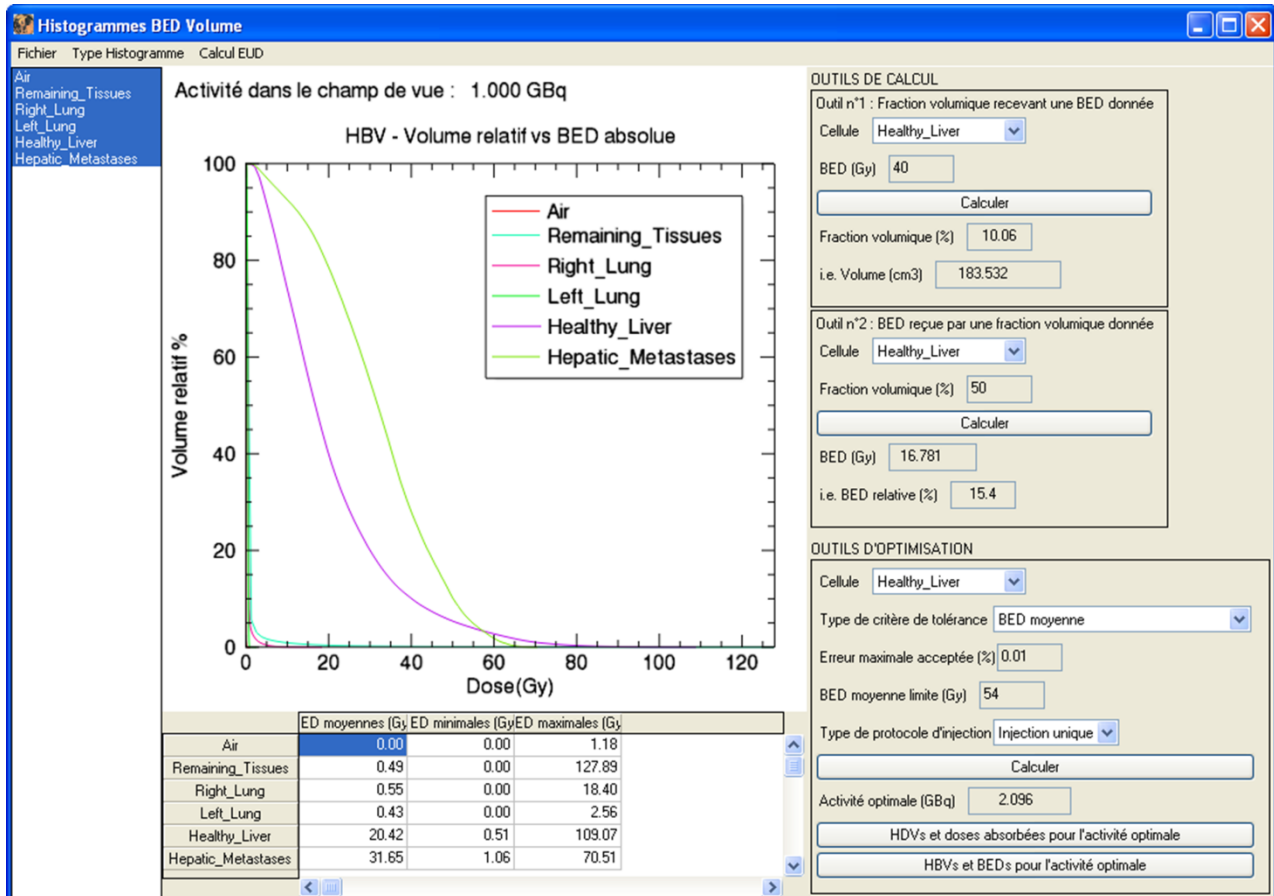 Histogrammes BED Volume
Fichier Type Histogramme Calcul EUD
Air
Remaining_Tissues
Right_Lung
Left_Lung
Healthy_Liver
Hepatic_Metastases
Activité dans le champ de vue : 1.000 GBq
HBV - Volume relatif vs BED absolue
Volume relatif %
100
80
60
40
20
0
0 20 40 60 80 100 120
Dose(Gy)
Air
Remaining_Tissues
Right_Lung
Left_Lung
Healthy_Liver
Hepatic_Metastases
ED moyennes (Gy ED minimales (Gy ED maximales (Gy
Air 0.00 0.00 1.18
Remaining_Tissues 0.49 0.00 127.89
Right_Lung 0.55 0.00 18.40
Left_Lung 0.43 0.00 2.56
Healthy_Liver 20.42 0.51 109.07
Hepatic_Metastases 31.65 1.06 70.51
OUTILS DE CALCUL
Outil n°1 : Fraction volumique recevant une BED donnée
Cellule Healthy_Liver
BED (Gy) 40
Calculer
Fraction volumique (%) 10.06
i.e. Volume (cm3) 183.532
Outil n°2 : BED reçue par une fraction volumique donnée
Cellule Healthy_Liver
Fraction volumique (%) 50
Calculer
BED (Gy) 16.781
i.e. BED relative (%) 15.4
OUTILS D'OPTIMISATION
Cellule Healthy_Liver
Type de critère de tolérance BED moyenne
Erreur maximale acceptée (%) 0.01
BED moyenne limite (Gy) 54
Type de protocole d'injection Injection unique
Calculer
Activité optimale (GBq) 2.096
HDVs et doses absorbées pour l'activité optimale
HBVs et BEDs pour l'activité optimale